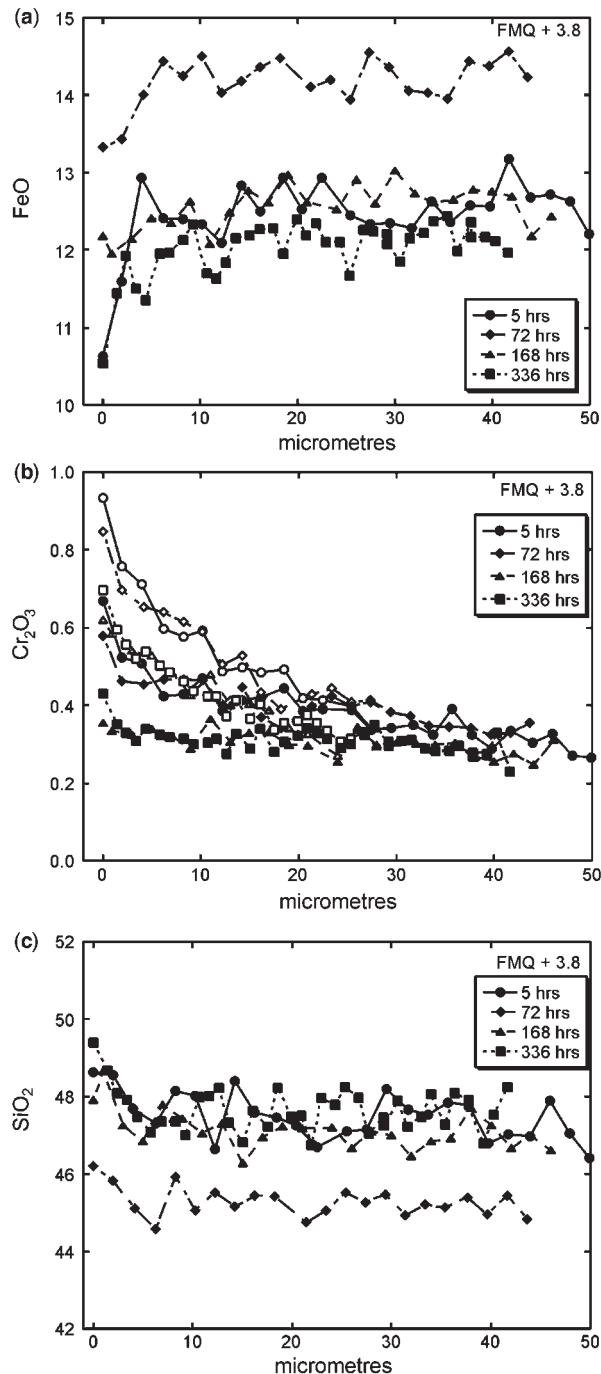 (a)
FMQ + 3.8
15
14
13
12
11
10
FeO
5 hrs
72 hrs
168 hrs
336 hrs
0 10 20 30 40 50
micrometres
(b)
FMQ + 3.8
1.0
0.8
0.6
0.4
0.2
0.0
Cr2O3
5 hrs
72 hrs
168 hrs
336 hrs
0 10 20 30 40 50
micrometres
(c)
FMQ + 3.8
52
50
48
46
44
42
SiO2
5 hrs
72 hrs
168 hrs
336 hrs
0 10 20 30 40 50
micrometres